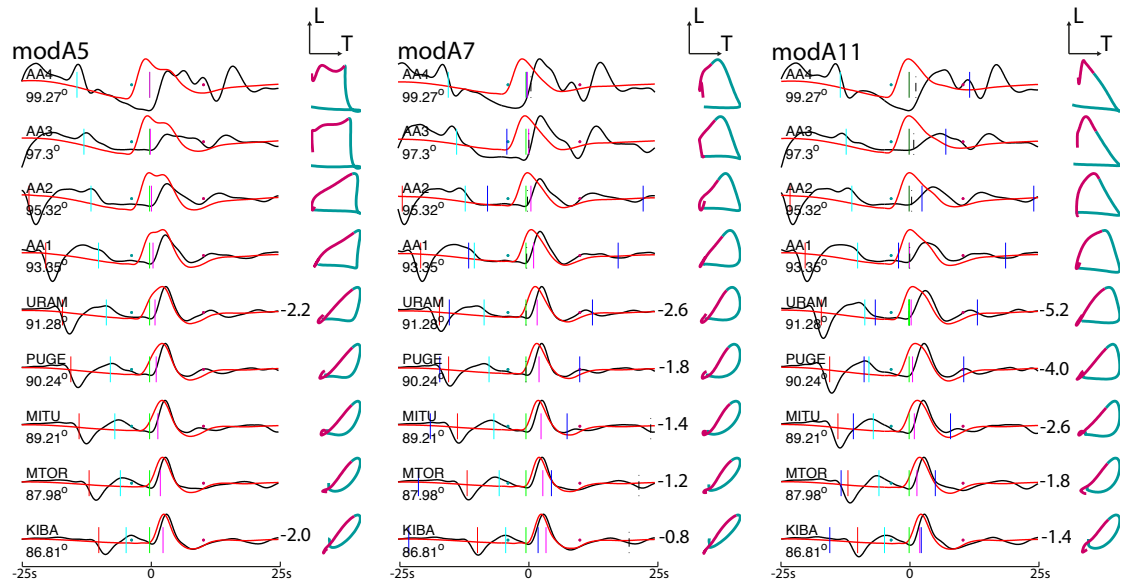 L
T
modA5
AA4
99.27°
AA3
97.3°
AA2
95.32°
AA1
93.35°
URAM
91.28°
-2.2
PUGE
90.24°
MITU
89.21°
MTOR
87.98°
KIBA
86.81°
-2.0
-25s
0
25s
L
T
modA7
AA4
99.27°
AA3
97.3°
AA2
95.32°
AA1
93.35°
URAM
91.28°
-2.6
PUGE
90.24°
-1.8
MITU
89.21°
-1.4
MTOR
87.98°
-1.2
KIBA
86.81°
-0.8
-25s
0
25s
L
T
modA11
AA4
99.27°
AA3
97.3°
AA2
95.32°
AA1
93.35°
URAM
91.28°
-5.2
PUGE
90.24°
-4.0
MITU
89.21°
-2.6
MTOR
87.98°
-1.8
KIBA
86.81°
-1.4
-25s
0
25s